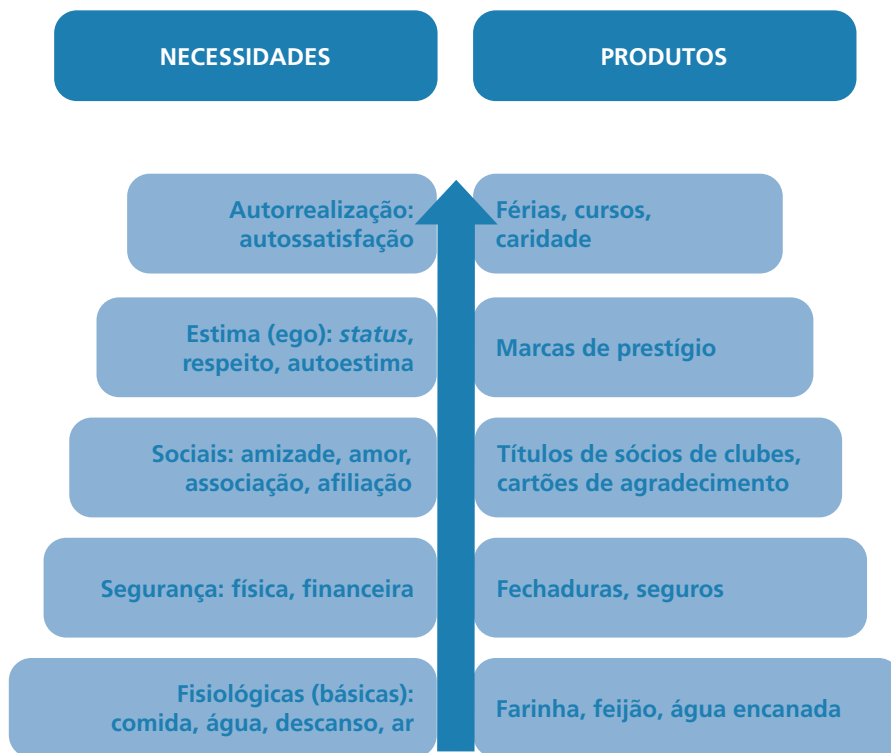 NECESSIDADES
PRODUTOS
Autorrealização:
autossatisfação
Férias, cursos,
caridade
Estima (ego): status,
respeito, autoestima
Marcas de prestígio
Sociais: amizade, amor,
associação, afiliação
Títulos de sócios de clubes,
cartões de agradecimento
Segurança: física, financeira
Fechaduras, seguros
Fisiológicas (básicas):
comida, água, descanso, ar
Farinha, feijão, água encanada